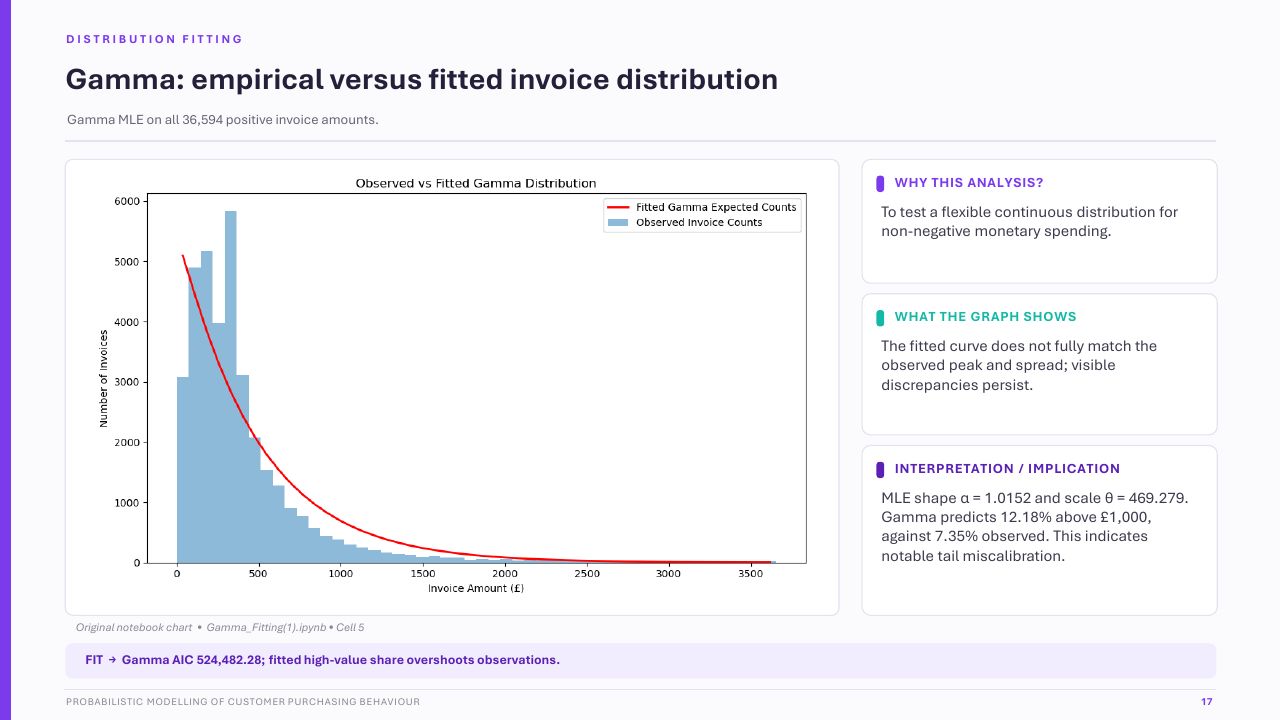 DISTRIBUTION FITTING
Gamma: empirical versus fitted invoice distribution
Gamma MLE on all 36,594 positive invoice amounts.
Observed vs Fitted Gamma Distribution
Fitted Gamma Expected Counts
Observed Invoice Counts
6000
5000
4000
3000
2000
1000
0
Number of Invoices
0 500 1000 1500 2000 2500 3000 3500
Invoice Amount (£)
Original notebook chart • Gamma_Fitting(1).ipynb • Cell 5
WHY THIS ANALYSIS?
To test a flexible continuous distribution for
non-negative monetary spending.
WHAT THE GRAPH SHOWS
The fitted curve does not fully match the
observed peak and spread; visible
discrepancies persist.
INTERPRETATION / IMPLICATION
MLE shape α = 1.0152 and scale θ = 469.279.
Gamma predicts 12.18% above £1,000,
against 7.35% observed. This indicates
notable tail miscalibration.
FIT → Gamma AIC 524,482.28; fitted high-value share overshoots observations.
PROBABILISTIC MODELLING OF CUSTOMER PURCHASING BEHAVIOUR
17